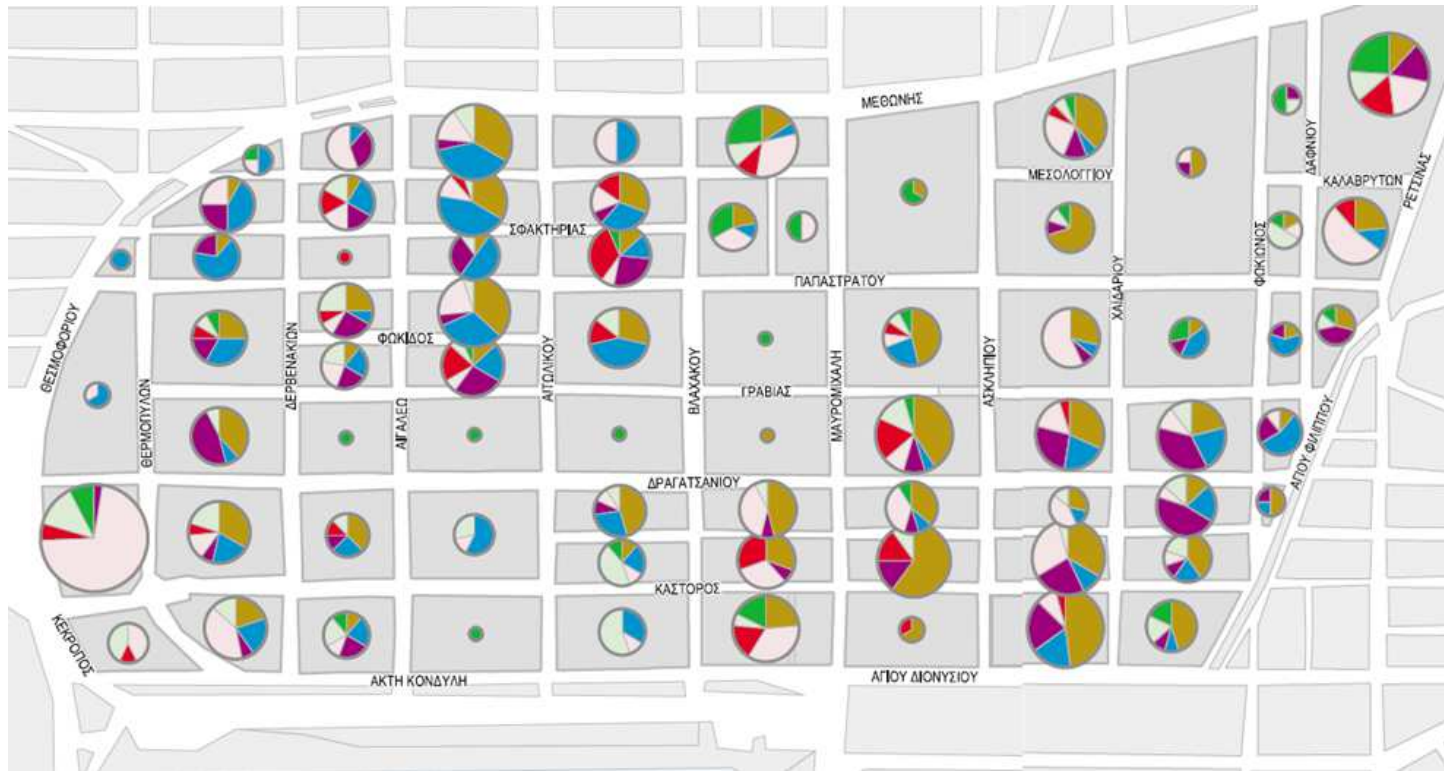 ΜΕΘΩΝΗΣ
ΜΕΣΟΛΟΓΓΙΟΥ
ΔΑΦΝΙΟΥ
ΚΑΛΑΒΡΥΤΩΝ
ΡΕΤΣΙΝΑΣ
ΣΦΑΚΤΗΡΙΑΣ
ΦΩΚΙΩΝΟΣ
ΠΑΠΑΣΤΡΑΤΟΥ
ΧΑΙΔΑΡΙΟΥ
ΘΕΣΜΟΦΟΡΙΟΥ
ΦΩΚΙΔΟΣ
ΔΕΡΒΕΝΑΚΙΩΝ
ΑΙΤΩΛΙΚΟΥ
ΒΛΑΧΑΚΟΥ
ΓΡΑΒΙΑΣ
ΜΑΥΡΟΜΙΧΑΛΗ
ΑΣΚΛΗΠΙΟΥ
ΘΕΡΜΟΠΥΛΩΝ
ΑΙΓΑΛΕΩ
ΑΓΙΟΥ ΦΙΛΙΠΠΟΥ
ΔΡΑΓΑΤΣΑΝΙΟΥ
ΚΑΣΤΟΡΟΣ
ΚΕΚΡΟΠΟΣ
ΑΚΤΗ ΚΟΝΔΥΛΗ
ΑΓΙΟΥ ΔΙΟΝΥΣΙΟΥ